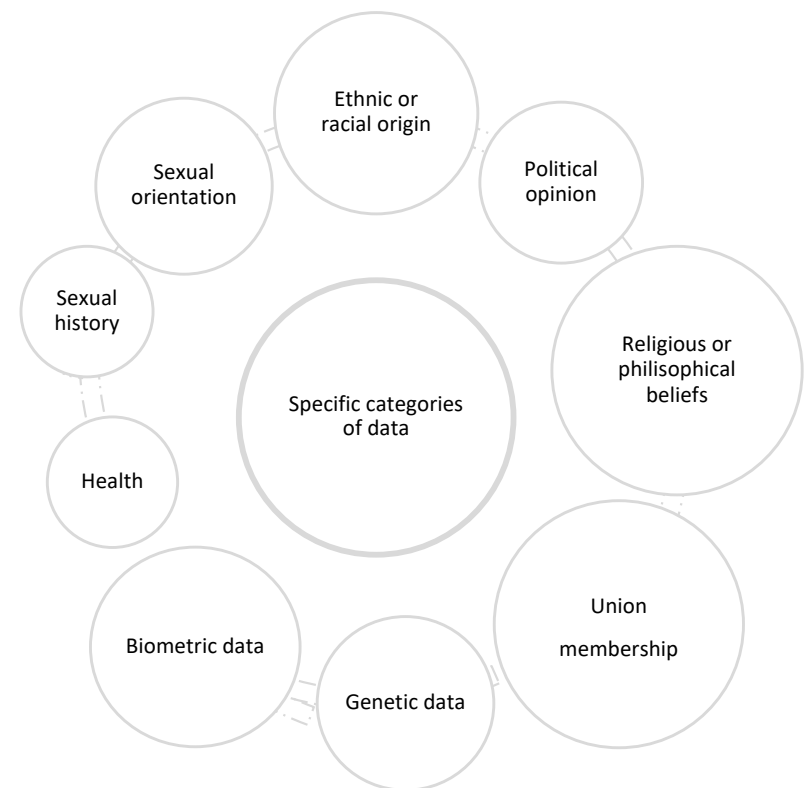 Ethnic or
racial origin
Political
opinion
Religious or
philisophical
beliefs
Union
membership
Genetic data
Biometric data
Health
Sexual
history
Sexual
orientation
Specific categories
of data